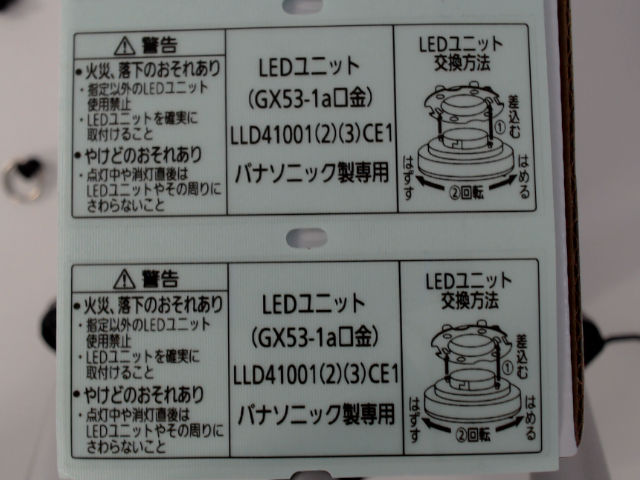 ⚠ 警告
●火災、落下のおそれあり
・指定以外のLEDユニット
使用禁止
・LEDユニットを確実に
取付けること
●やけどのおそれあり
・点灯中や消灯直後は
LEDユニットやその周りに
さわらないこと
LEDユニット
(GX53-1a口金)
LLD41001(2)(3)CE1
パナソニック製専用
LEDユニット
交換方法
差込む
①
はずす
はめる
②回転
⚠ 警告
●火災、落下のおそれあり
・指定以外のLEDユニット
使用禁止
・LEDユニットを確実に
取付けること
●やけどのおそれあり
・点灯中や消灯直後は
LEDユニットやその周りに
さわらないこと
LEDユニット
(GX53-1a口金)
LLD41001(2)(3)CE1
パナソニック製専用
LEDユニット
交換方法
差込む
①
はずす
はめる
②回転